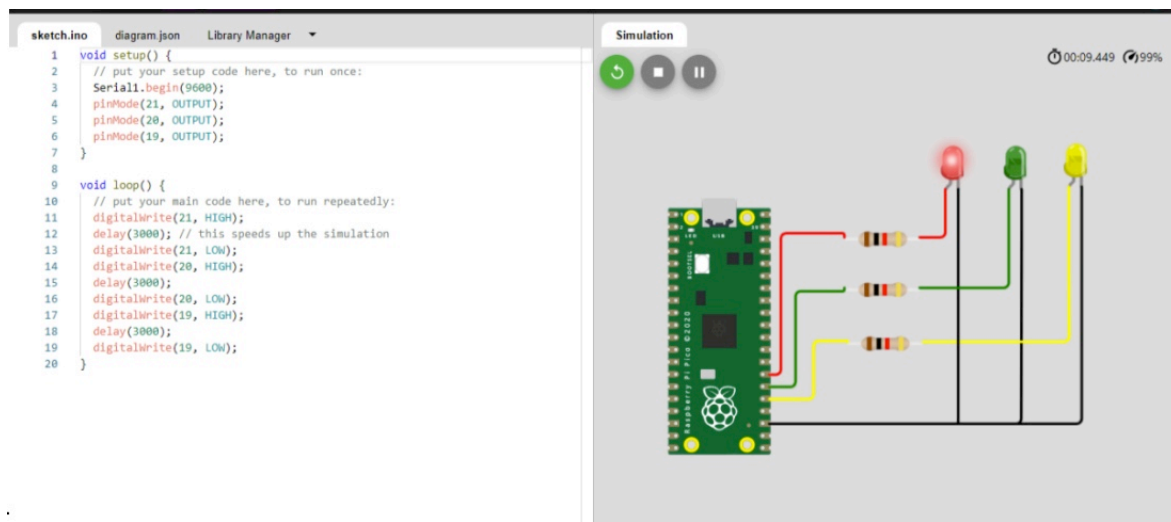 sketch.ino diagram.json Library Manager
1 void setup() {
2 // put your setup code here, to run once:
3 Serial1.begin(9600);
4 pinMode(21, OUTPUT);
5 pinMode(20, OUTPUT);
6 pinMode(19, OUTPUT);
7 }
8
9 void loop() {
10 // put your main code here, to run repeatedly:
11 digitalWrite(21, HIGH);
12 delay(3000); // this speeds up the simulation
13 digitalWrite(21, LOW);
14 digitalWrite(20, HIGH);
15 delay(3000);
16 digitalWrite(20, LOW);
17 digitalWrite(19, HIGH);
18 delay(3000);
19 digitalWrite(19, LOW);
20 }
Simulation
00:09.449 99%
LED USB
BOOTSEL
Raspberry Pi Pico ©2020